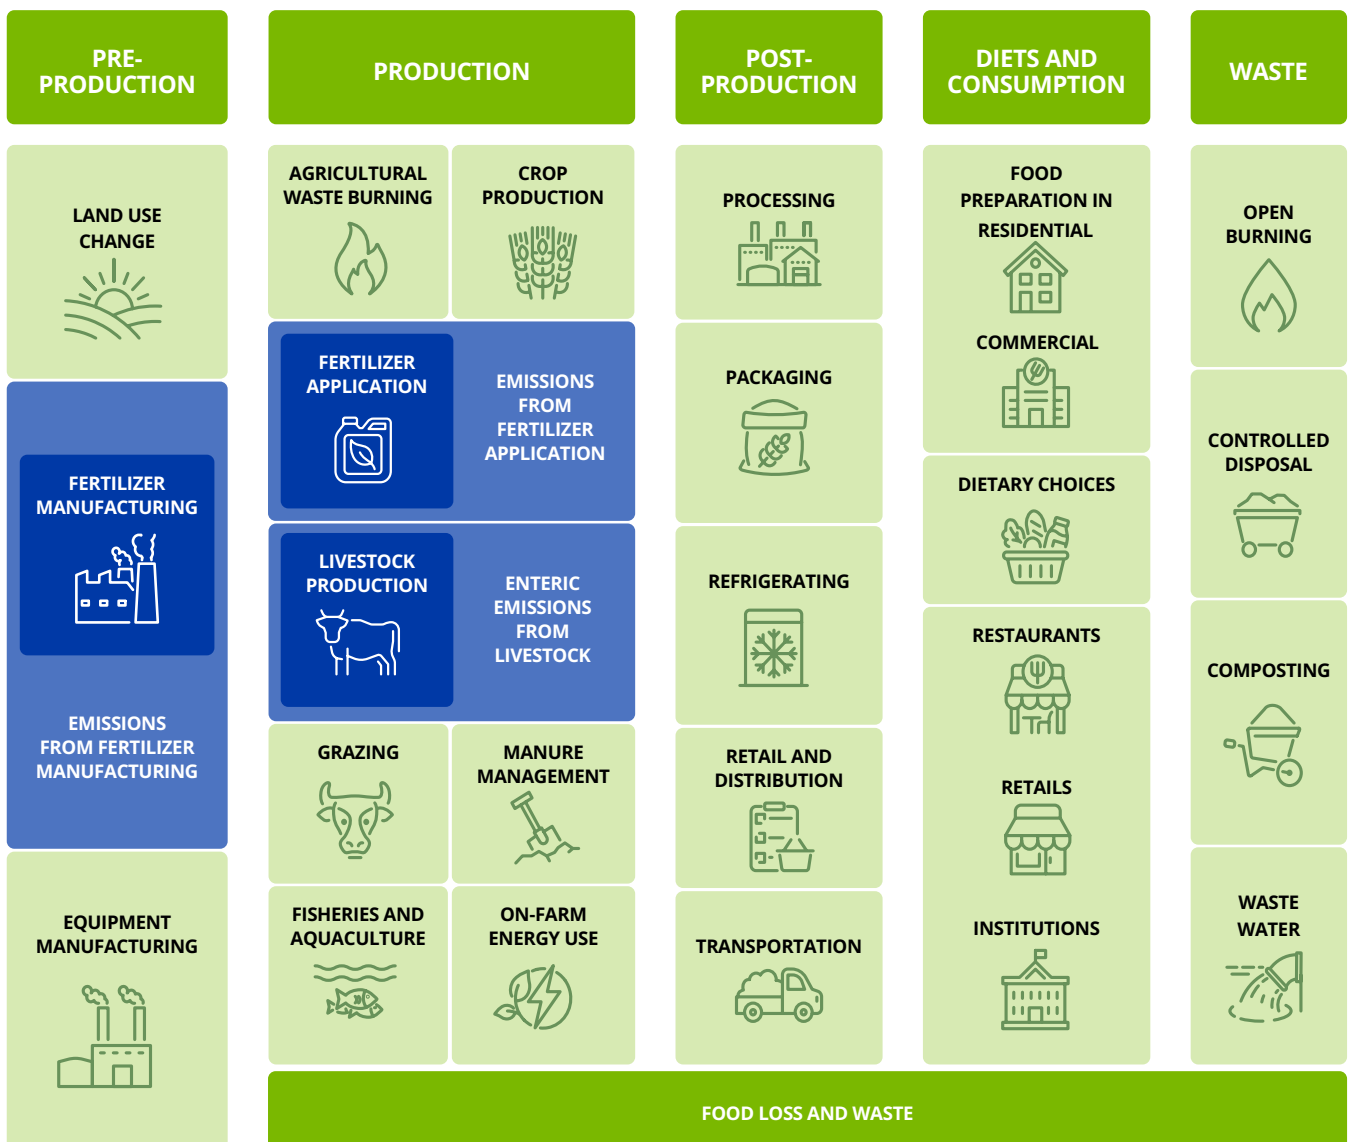 PRE-
PRODUCTION
PRODUCTION
POST-
PRODUCTION
DIETS AND
CONSUMPTION
WASTE
LAND USE
CHANGE
FERTILIZER
MANUFACTURING
EMISSIONS
FROM FERTILIZER
MANUFACTURING
EQUIPMENT
MANUFACTURING
AGRICULTURAL
WASTE BURNING
CROP
PRODUCTION
FERTILIZER
APPLICATION
EMISSIONS
FROM
FERTILIZER
APPLICATION
LIVESTOCK
PRODUCTION
ENTERIC
EMISSIONS
FROM
LIVESTOCK
GRAZING
MANURE
MANAGEMENT
FISHERIES AND
AQUACULTURE
ON-FARM
ENERGY USE
PROCESSING
PACKAGING
REFRIGERATING
RETAIL AND
DISTRIBUTION
TRANSPORTATION
FOOD
PREPARATION IN
RESIDENTIAL
COMMERCIAL
DIETARY CHOICES
RESTAURANTS
RETAILS
INSTITUTIONS
OPEN
BURNING
CONTROLLED
DISPOSAL
COMPOSTING
WASTE
WATER
FOOD LOSS AND WASTE